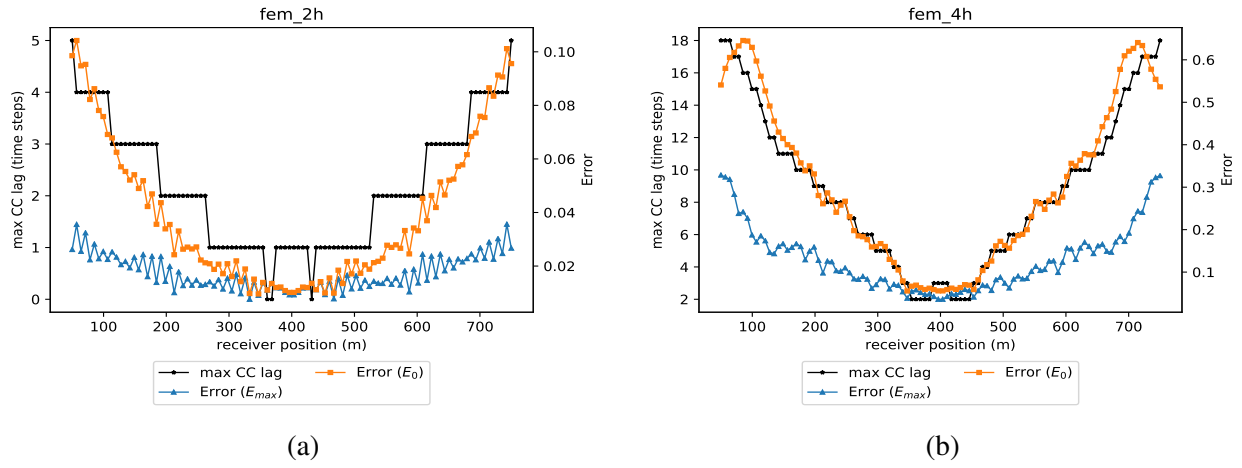 fem_2h
5
4
3
2
1
0
max CC lag (time steps)
0.10
0.08
0.06
0.04
0.02
Error
100 200 300 400 500 600 700
receiver position (m)
max CC lag
Error (E0)
Error (Emax)
(a)
fem_4h
18
16
14
12
10
8
6
4
2
max CC lag (time steps)
0.6
0.5
0.4
0.3
0.2
0.1
Error
100 200 300 400 500 600 700
receiver position (m)
max CC lag
Error (E0)
Error (Emax)
(b)